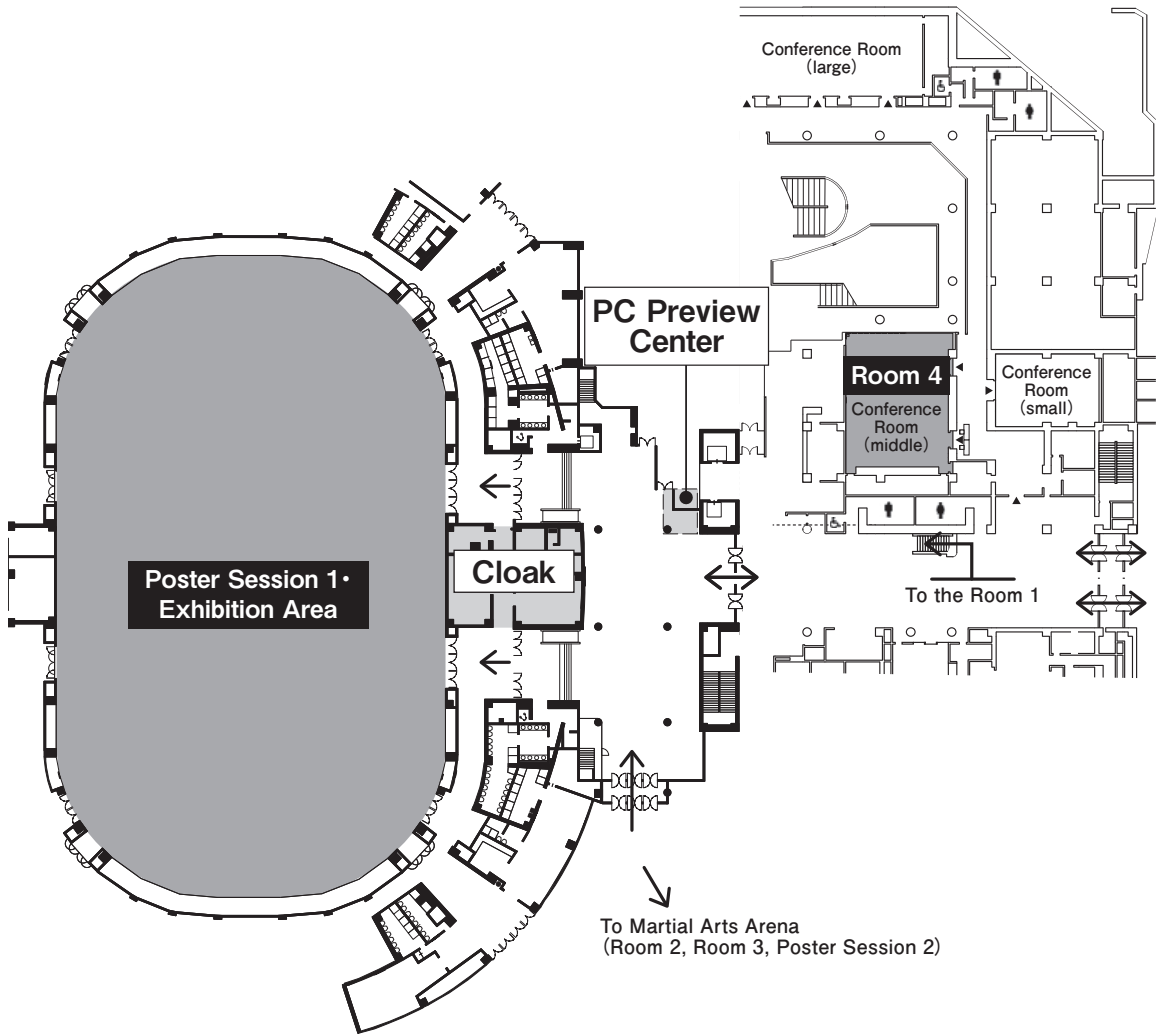 Conference Room
(large)
PC Preview
Center
Room 4
Conference
Room
(middle)
Conference
Room
(small)
Poster Session 1・
Exhibition Area
Cloak
To the Room 1
To Martial Arts Arena
(Room 2, Room 3, Poster Session 2)